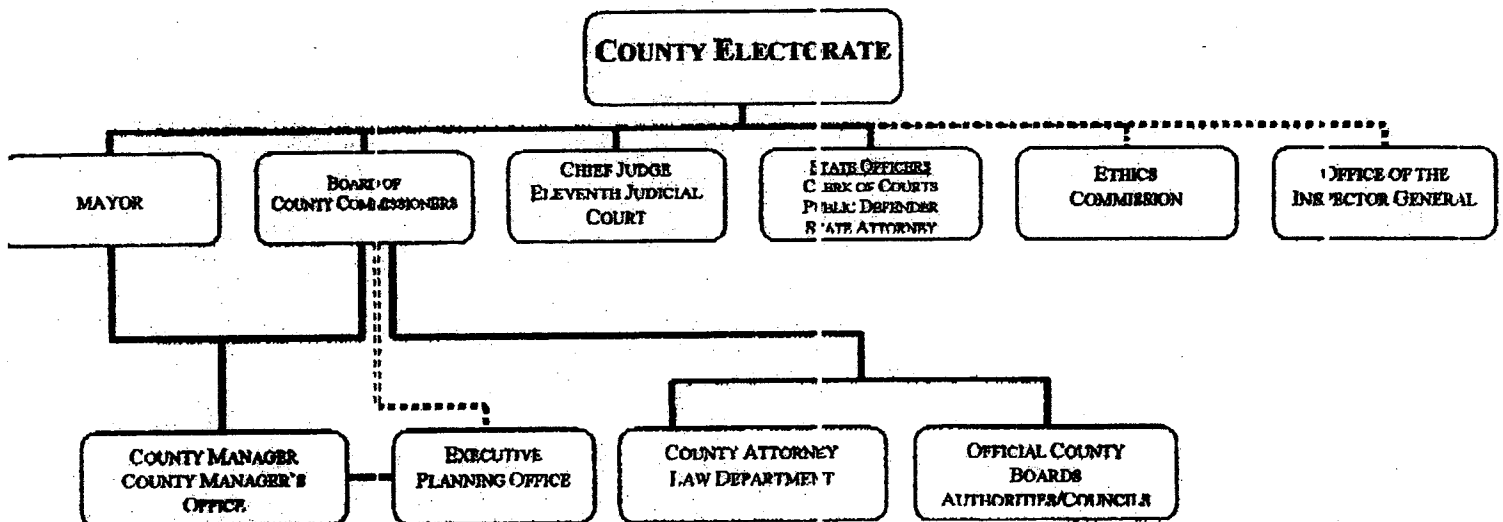 COUNTY ELECTORATE
MAYOR
BOARD OF
COUNTY COMMISSIONERS
CHIEF JUDGE
ELEVENTH JUDICIAL
COURT
STATE OFFICERS
CLERK OF COURTS
PUBLIC DEFENDER
STATE ATTORNEY
ETHICS
COMMISSION
OFFICE OF THE
INSPECTOR GENERAL
COUNTY MANAGER
COUNTY MANAGER'S
OFFICE
EXECUTIVE
PLANNING OFFICE
COUNTY ATTORNEY
LAW DEPARTMENT
OFFICIAL COUNTY
BOARDS
AUTHORITIES/COUNCILS